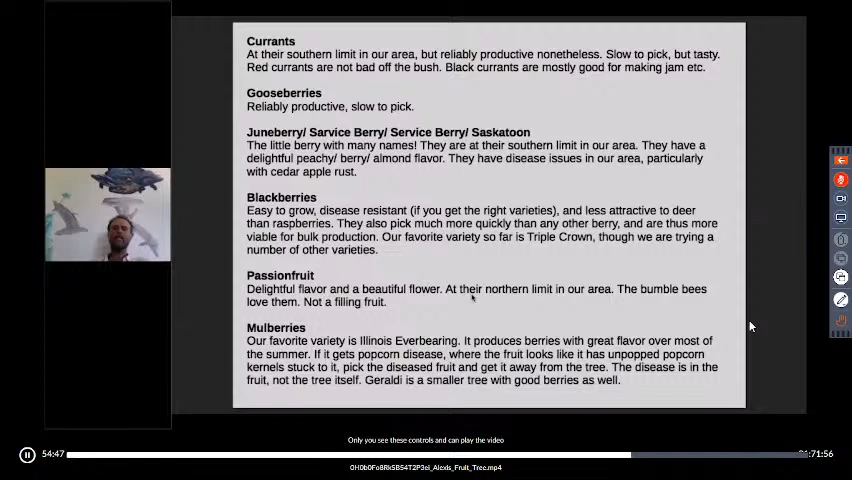 Currants
At their southern limit in our area, but reliably productive nonetheless. Slow to pick, but tasty.
Red currants are not bad off the bush. Black currants are mostly good for making jam etc.
Gooseberries
Reliably productive, slow to pick.
Juneberry/ Sarvice Berry/ Service Berry/ Saskatoon
The little berry with many names! They are at their southern limit in our area. They have a
delightful peachy/ berry/ almond flavor. They have disease issues in our area, particularly
with cedar apple rust.
Blackberries
Easy to grow, disease resistant (if you get the right varieties), and less attractive to deer
than raspberries. They also pick much more quickly than any other berry, and are thus more
viable for bulk production. Our favorite variety so far is Triple Crown, though we are trying a
number of other varieties.
Passionfruit
Delightful flavor and a beautiful flower. At their northern limit in our area. The bumble bees
love them. Not a filling fruit.
Mulberries
Our favorite variety is Illinois Everbearing. It produces berries with great flavor over most of
the summer. If it gets popcorn disease, where the fruit looks like it has unpopped popcorn
kernels stuck to it, pick the diseased fruit and get it away from the tree. The disease is in the
fruit, not the tree itself. Geraldi is a smaller tree with good berries as well.
Only you see these controls and can play the video
54:47